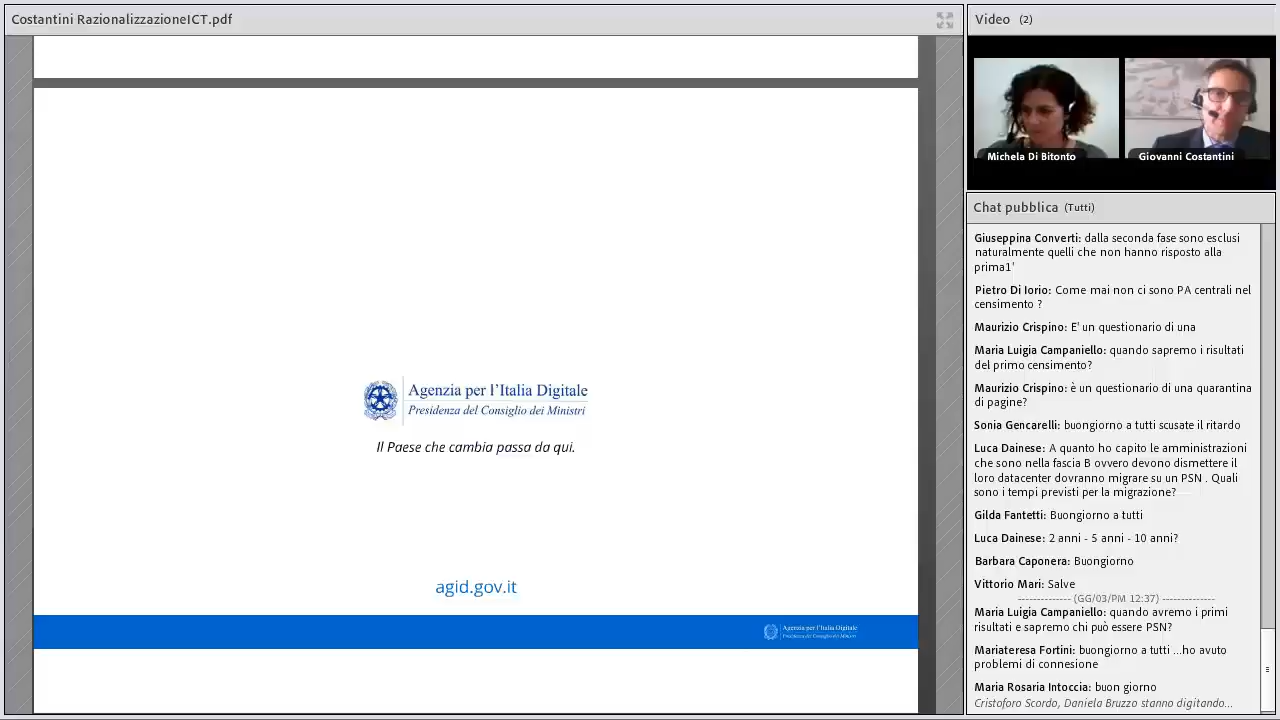 Costantini RazionalizzazioneICT.pdf
Agenzia per l'Italia Digitale
Presidenza del Consiglio dei Ministri
Il Paese che cambia passa da qui.
agid.gov.it
Agenzia per l'Italia Digitale
Presidenza del Consiglio dei Ministri
Video (2)
Michela Di Bitonto
Giovanni Costantini
Chat pubblica (Tutti)
Giuseppina Converti: dalla seconda fase sono esclusi
naturalmente quelli che non hanno risposto alla
prima1'
Pietro Di Iorio: Come mai non ci sono PA centrali nel
censimento ?
Maurizio Crispino: E' un questionario di una
Maria Luigia Campaniello: quando sapremo i risultati
del primo censimento?
Maurizio Crispino: è un questionario di una quarantina
di pagine?
Sonia Gencarelli: buongiorno a tutti scusate il ritardo
Luca Dainese: A quanto ho capito le amministrazioni
che sono nella fascia B ovvero devono dismettere il
loro datacenter dovranno migrare su un PSN . Quali
sono i tempi previsti per la migrazione?
Gilda Fantetti: Buongiorno a tutti
Luca Dainese: 2 anni - 5 anni - 10 anni?
Barbara Caponera: Buongiorno
Vittorio Mari: Salve
-------------- (GG/03/PM 12:37) --------------
Maria Luigia Campaniello: quando avremo i primi
risultati e sapremo chi può essere PSN?
Mariateresa Fortini: buongiorno a tutti ...ho avuto
problemi di connesione
Maria Rosaria Intoccia: buon giorno
Cristoforo Scordo, Daniela Bruzzo stanno digitando...